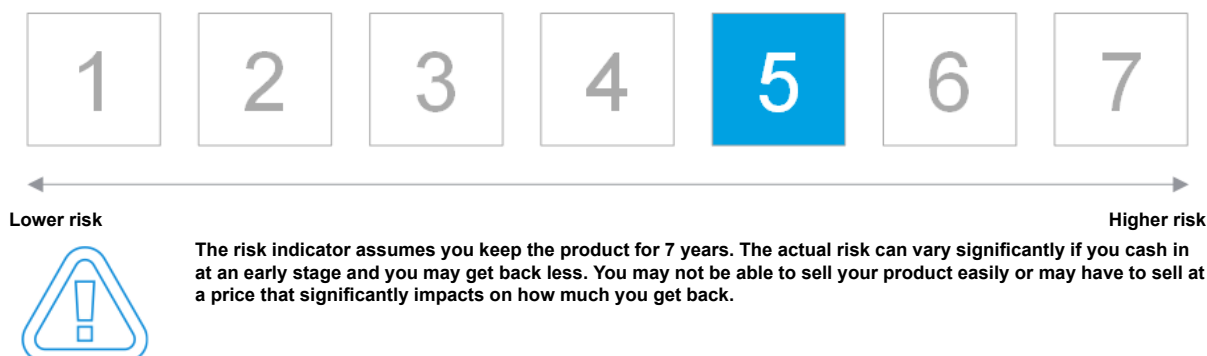 1 2 3 4 5 6 7
Lower risk Higher risk
The risk indicator assumes you keep the product for 7 years. The actual risk can vary significantly if you cash in
at an early stage and you may get back less. You may not be able to sell your product easily or may have to sell at
a price that significantly impacts on how much you get back.